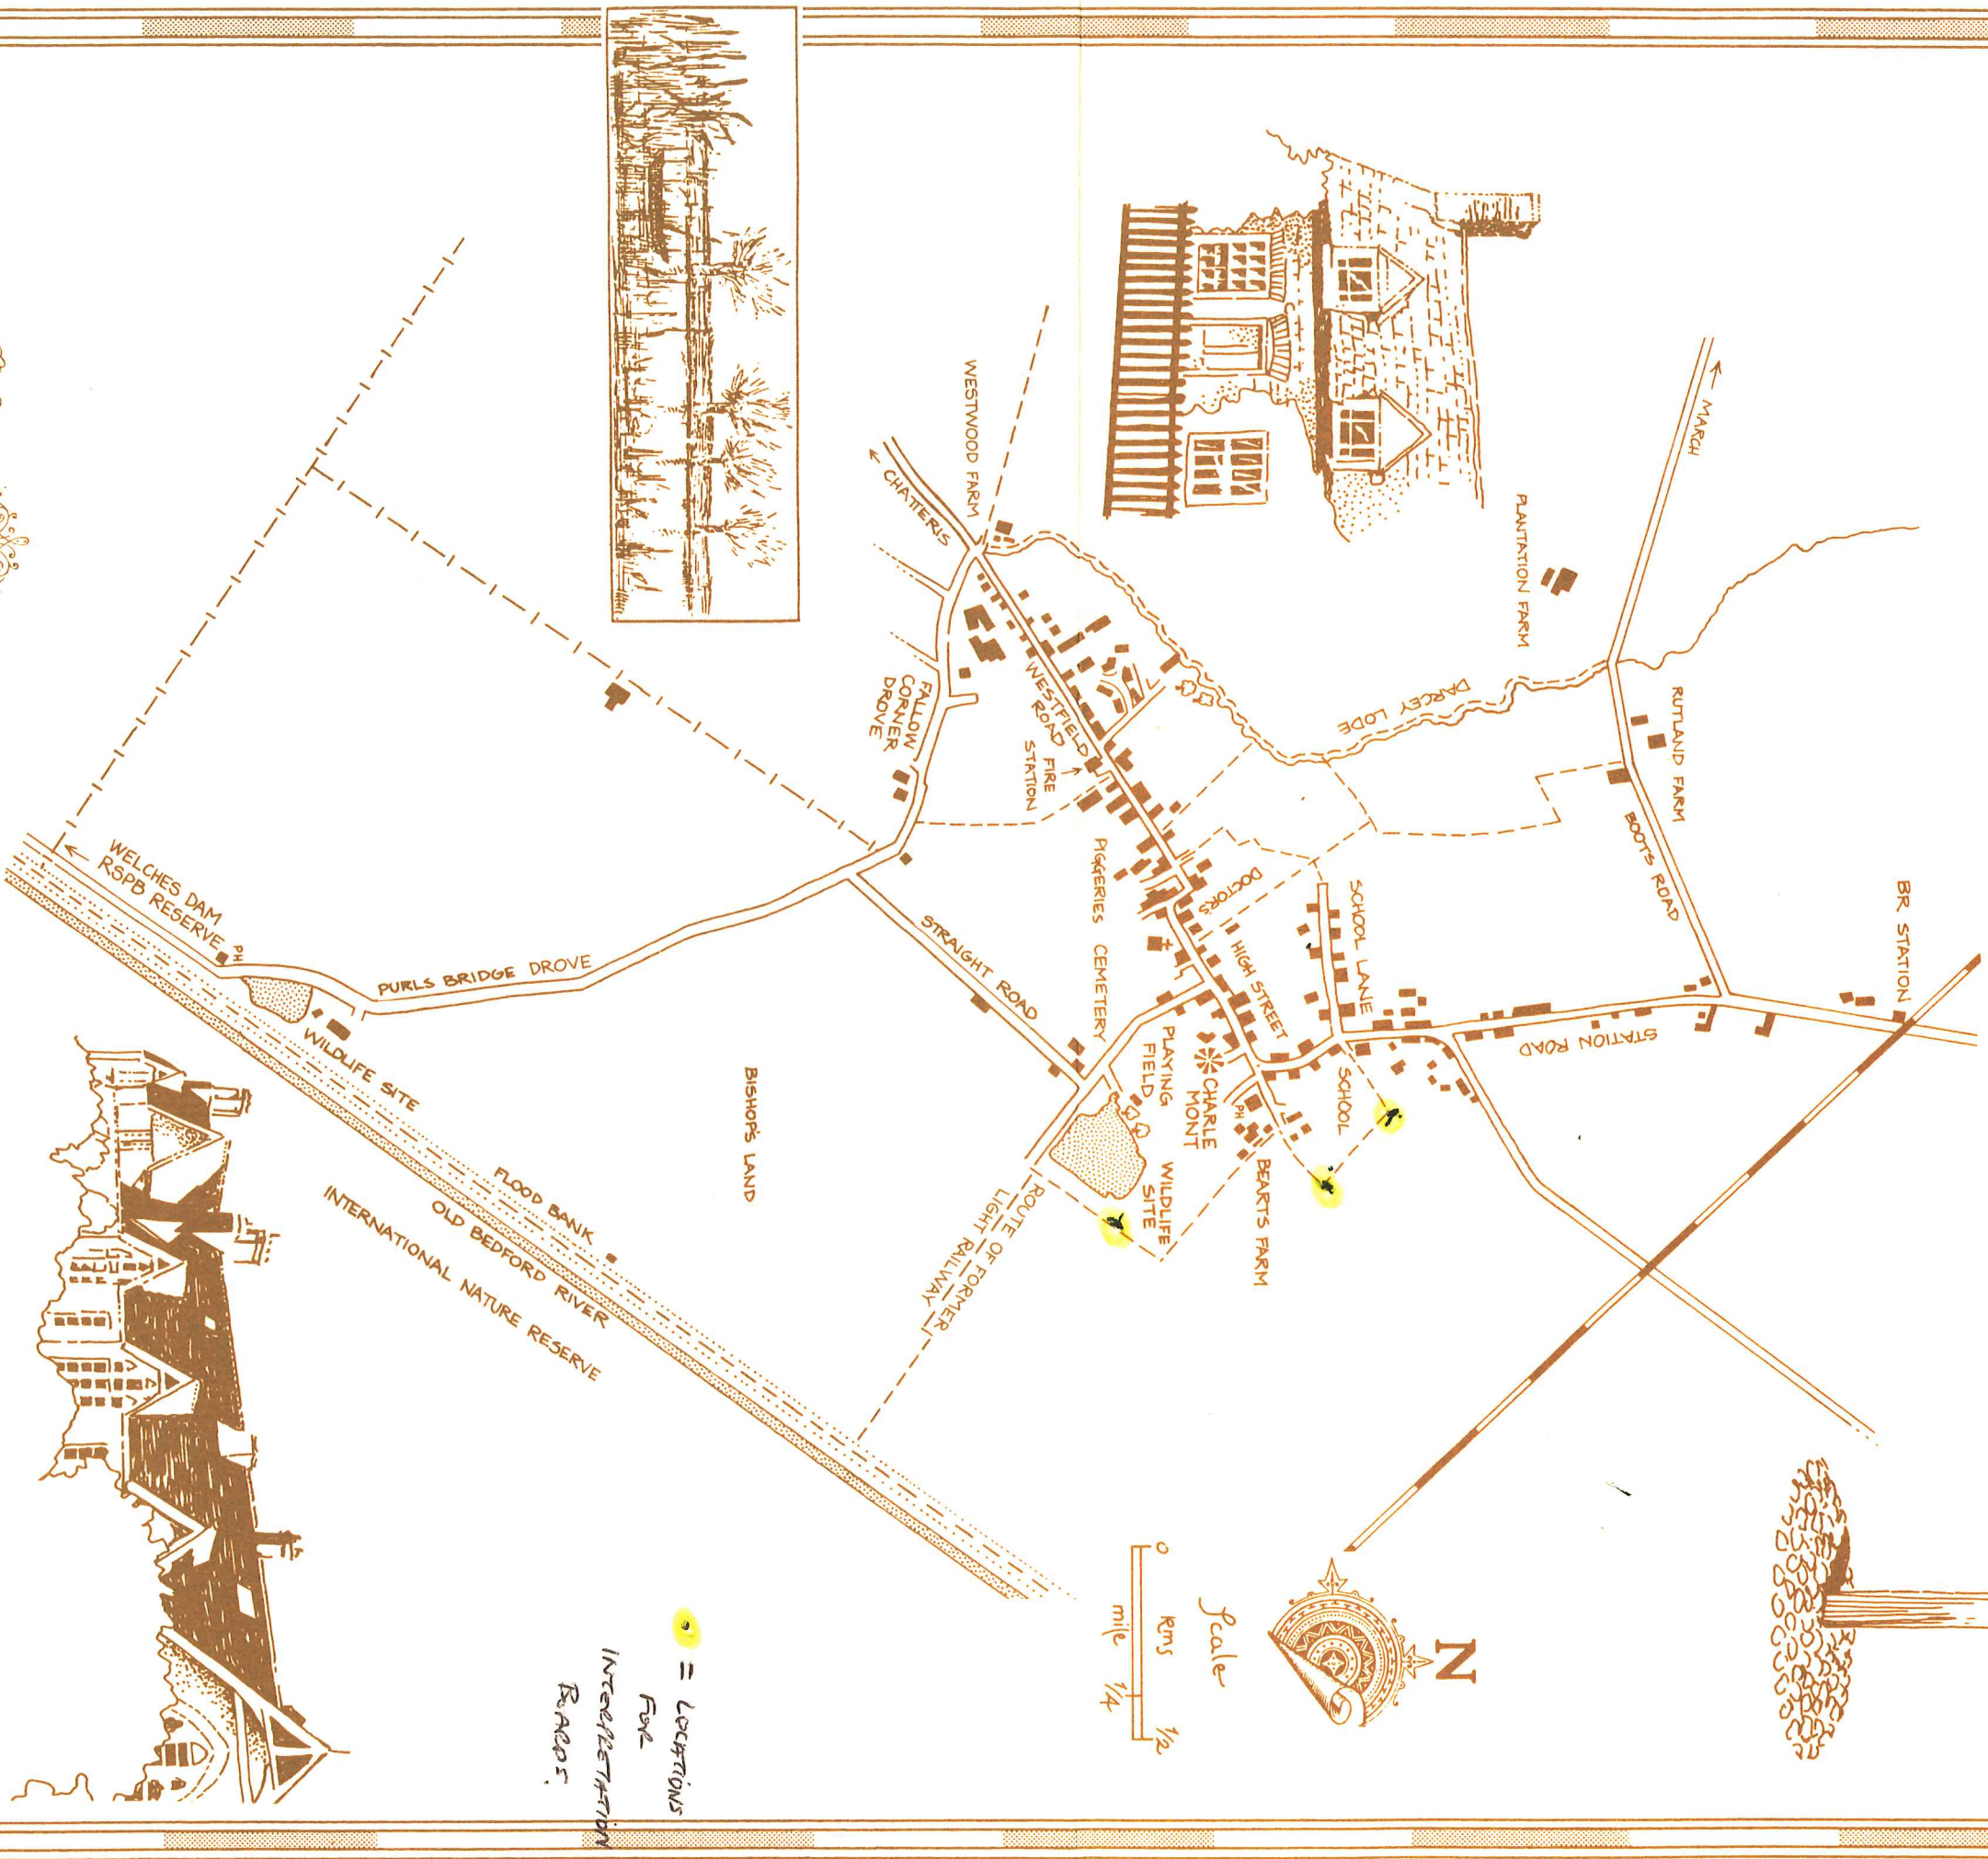 ← MARCH
PLANTATION FARM
RUTLAND FARM
BOOTS ROAD
BR STATION
STATION ROAD
DARCEY LODE
WESTWOOD FARM
← CHATTERIS
WESTFIELD
ROAD
FIRE
STATION
FALLOW
CORNER
DROVE
DOCTOR'S
SCHOOL LANE
HIGH STREET
SCHOOL
PIGGERIES
CEMETERY
PLAYING
FIELD
CHARLE
MONT
PH
BEARTS FARM
WILDLIFE
SITE
STRAIGHT ROAD
ROUTE OF FORMER
LIGHT RAILWAY
BISHOP'S LAND
PURLS BRIDGE DROVE
WELCHES DAM
RSPB RESERVE
PH
WILDLIFE SITE
FLOOD BANK
OLD BEDFORD RIVER
INTERNATIONAL NATURE RESERVE
N
Scale
0 kms 1/2
mile 1/4
= LOCATIONS
FOR
INTERPRETATION
BOARDS.